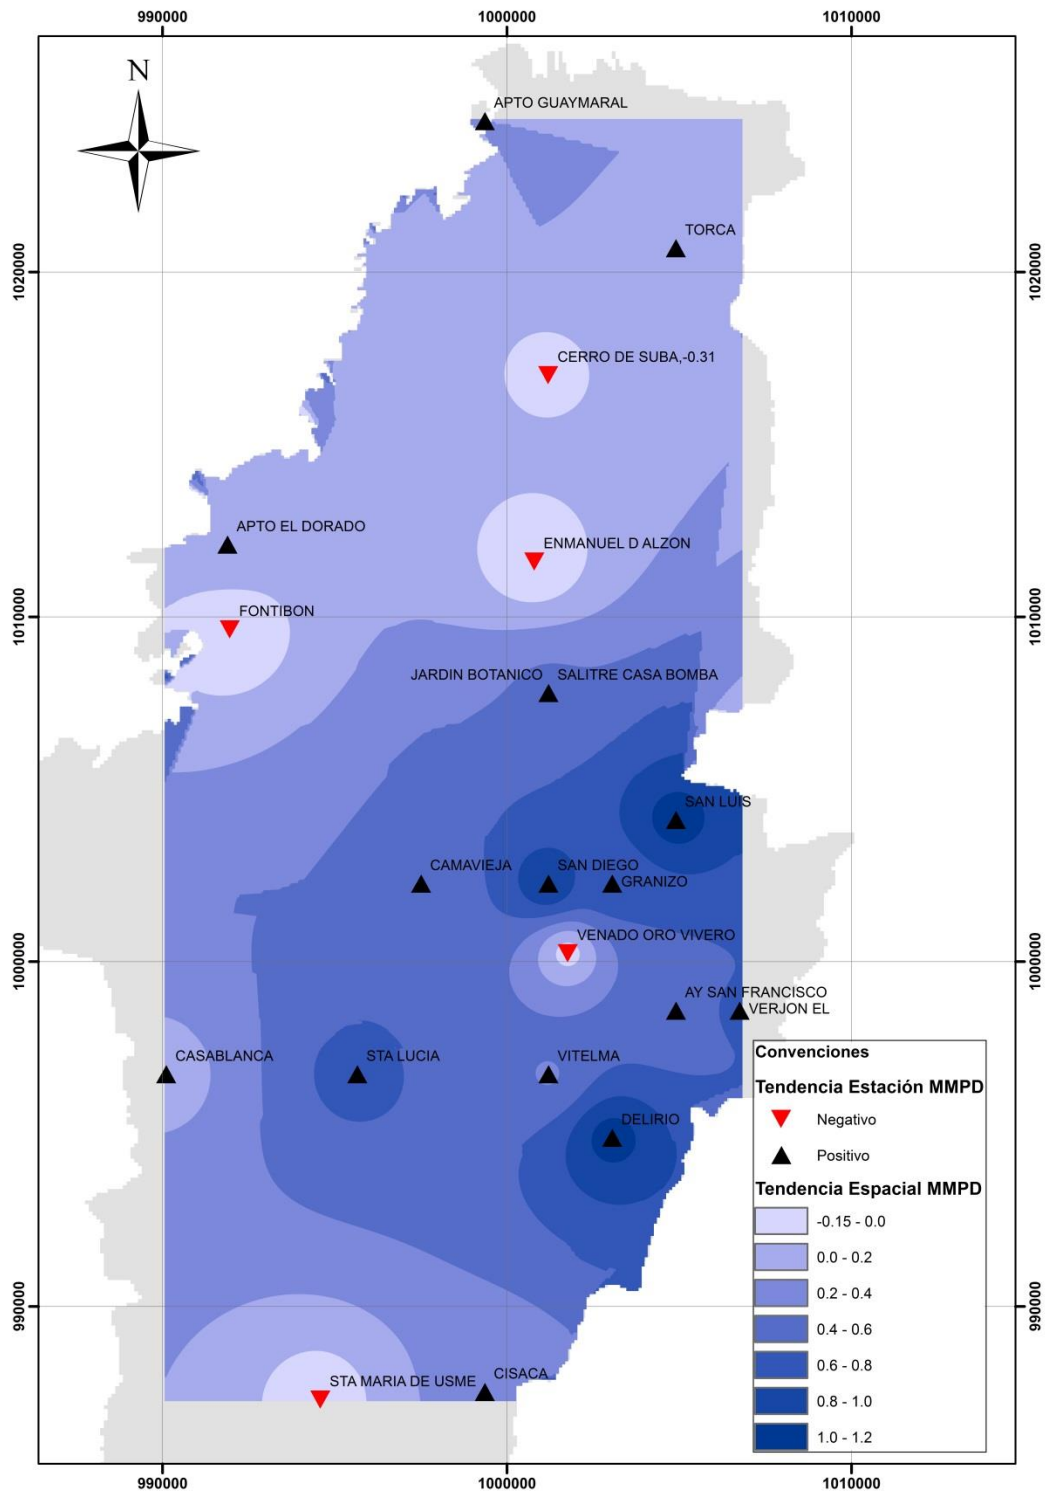 990000 1000000 1010000
N
APTO GUAYMARAL
TORCA
1020000 1020000
CERRO DE SUBA,-0.31
APTO EL DORADO
ENMANUEL D ALZON
FONTIBON
1010000 1010000
JARDIN BOTANICO SALITRE CASA BOMBA
SAN LUIS
CAMAVIEJA SAN DIEGO
GRANIZO
VENADO ORO VIVERO
1000000 1000000
AY SAN FRANCISCO
VERJON EL
CASABLANCA STA LUCIA VITELMA
DELIRIO
STA MARIA DE USME CISACA
990000 990000
Convenciones
Tendencia Estación MMPD
Negativo
Positivo
Tendencia Espacial MMPD
-0.15 - 0.0
0.0 - 0.2
0.2 - 0.4
0.4 - 0.6
0.6 - 0.8
0.8 - 1.0
1.0 - 1.2
990000 1000000 1010000